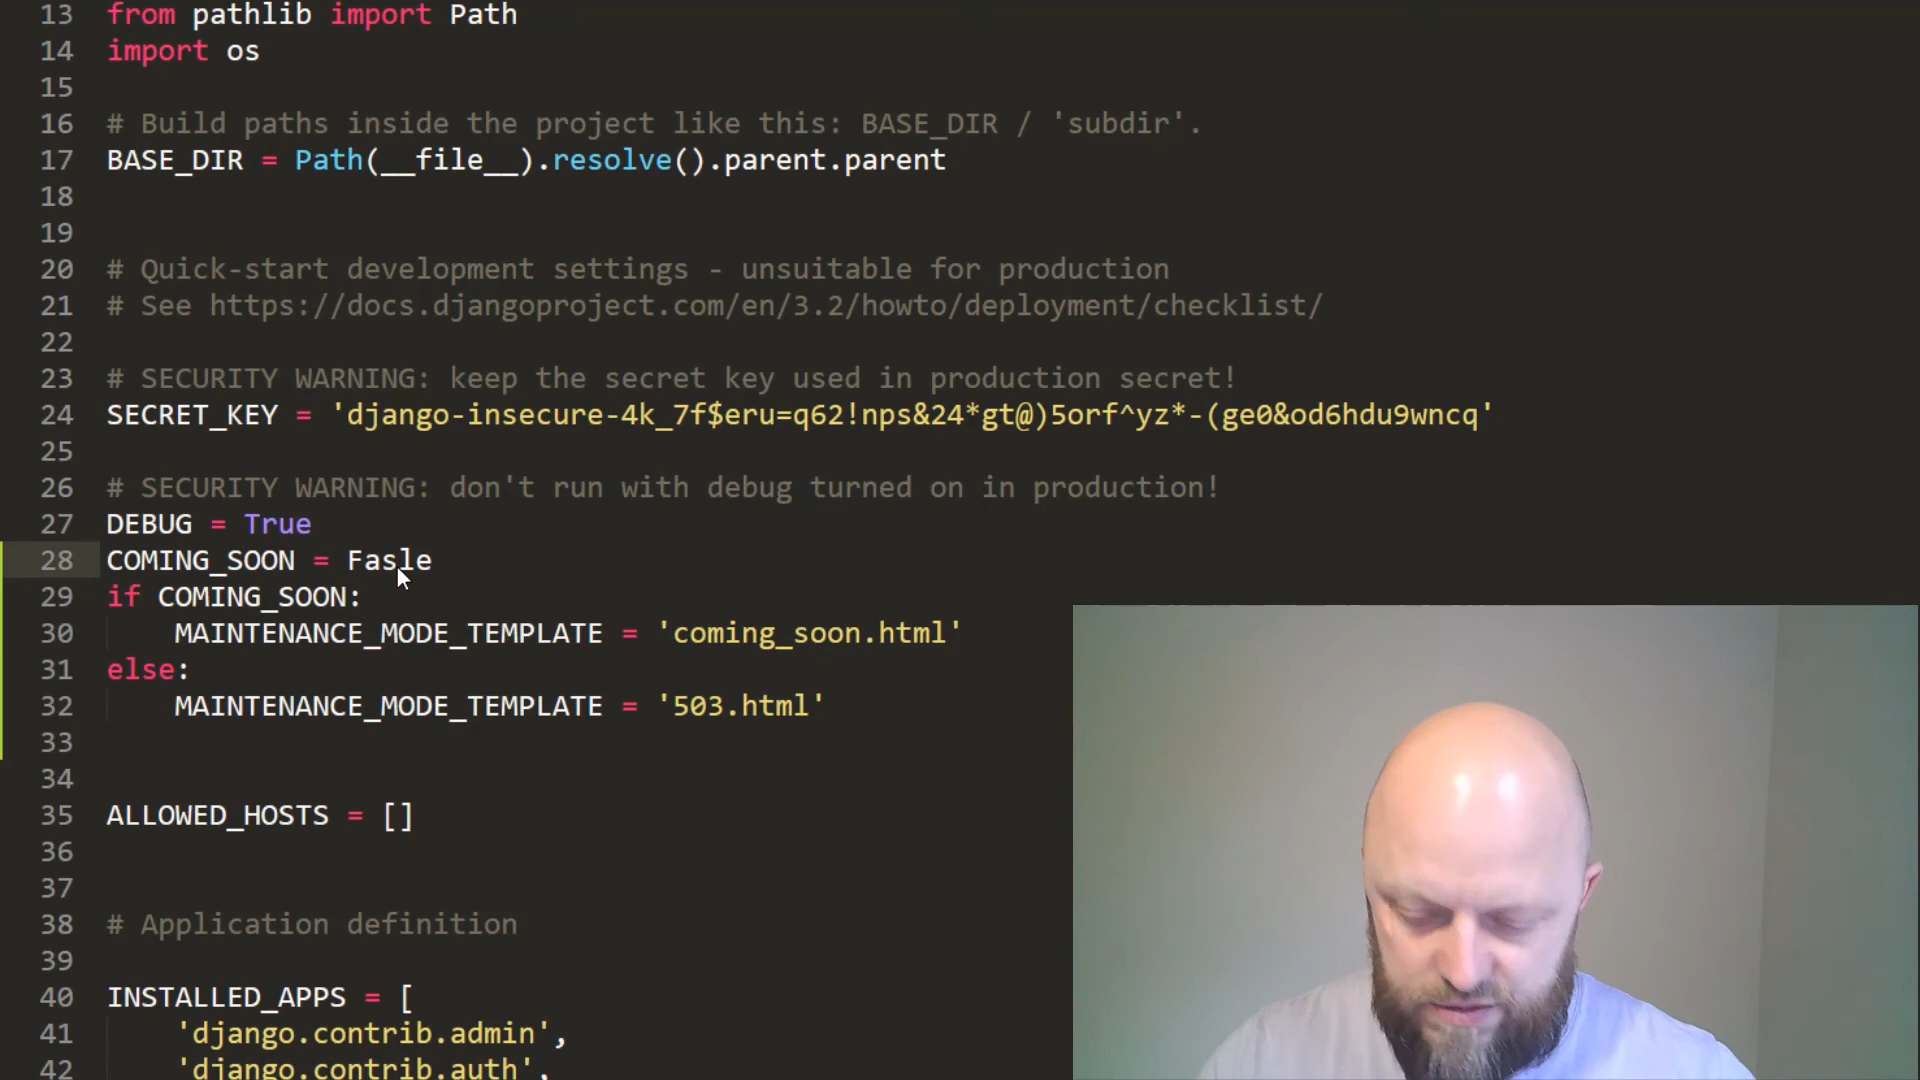 13 from pathlib import Path
14 import os
15
16 # Build paths inside the project like this: BASE_DIR / 'subdir'.
17 BASE_DIR = Path(__file__).resolve().parent.parent
18
19
20 # Quick-start development settings - unsuitable for production
21 # See https://docs.djangoproject.com/en/3.2/howto/deployment/checklist/
22
23 # SECURITY WARNING: keep the secret key used in production secret!
24 SECRET_KEY = 'django-insecure-4k_7f$eru=q62!nps&24*gt@)5orf^yz*-(ge0&od6hdu9wncq'
25
26 # SECURITY WARNING: don't run with debug turned on in production!
27 DEBUG = True
28 COMING_SOON = Fasle
29 if COMING_SOON:
30     MAINTENANCE_MODE_TEMPLATE = 'coming_soon.html'
31 else:
32     MAINTENANCE_MODE_TEMPLATE = '503.html'
33
34
35 ALLOWED_HOSTS = []
36
37
38 # Application definition
39
40 INSTALLED_APPS = [
41     'django.contrib.admin',
42     'django.contrib.auth',